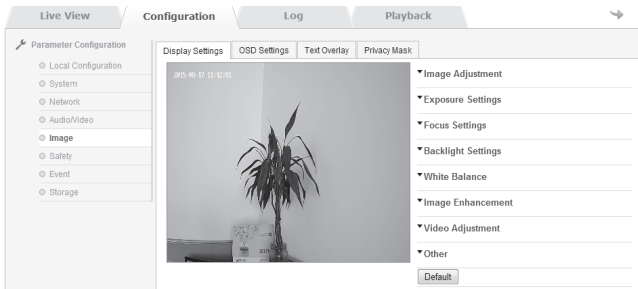 Live View
Configuration
Log
Playback
Parameter Configuration
Local Configuration
System
Network
Audio/Video
Image
Safety
Event
Storage
Display Settings
OSD Settings
Text Overlay
Privacy Mask
Image Adjustment
Exposure Settings
Focus Settings
Backlight Settings
White Balance
Image Enhancement
Video Adjustment
Other
Default